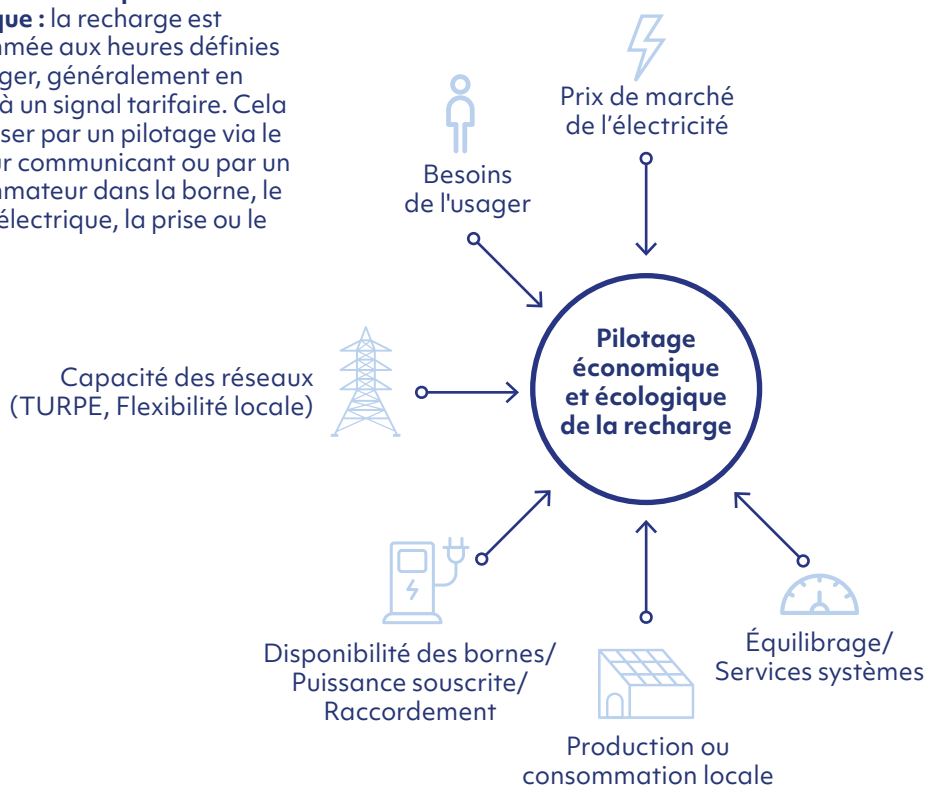 que : la recharge est
mée aux heures définies
ger, généralement en
à un signal tarifaire. Cela
ser par un pilotage via le
ur communicant ou par un
mateur dans la borne, le
électrique, la prise ou le
Prix de marché
de l’électricité
Besoins
de l'usager
Pilotage
économique
et écologique
de la recharge
Capacité des réseaux
(TURPE, Flexibilité locale)
Disponibilité des bornes/
Puissance souscrite/
Raccordement
Équilibrage/
Services systèmes
Production ou
consommation locale